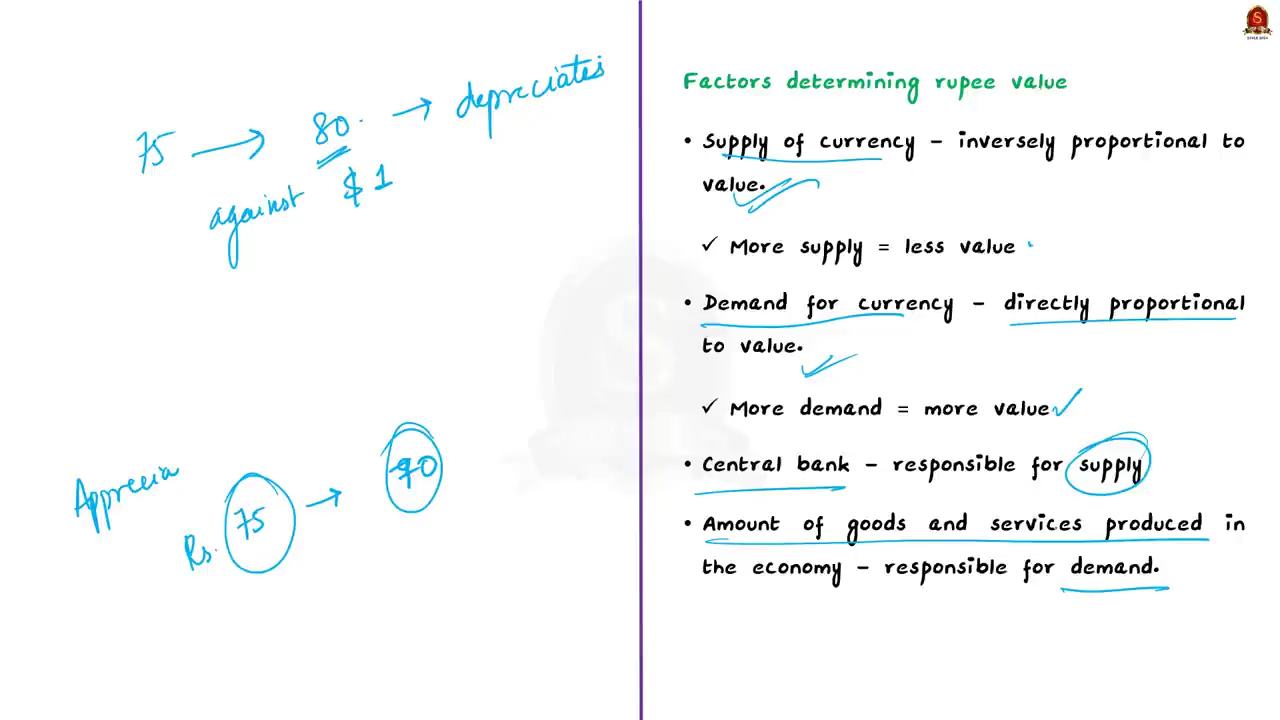 75 → 80. → depreciates
against $1
Apprecia
Rs. 75 → 70
Factors determining rupee value
• Supply of currency – inversely proportional to
value.
✓ More supply = less value
• Demand for currency – directly proportional
to value.
✓ More demand = more value
• Central bank – responsible for supply
• Amount of goods and services produced in
the economy – responsible for demand.